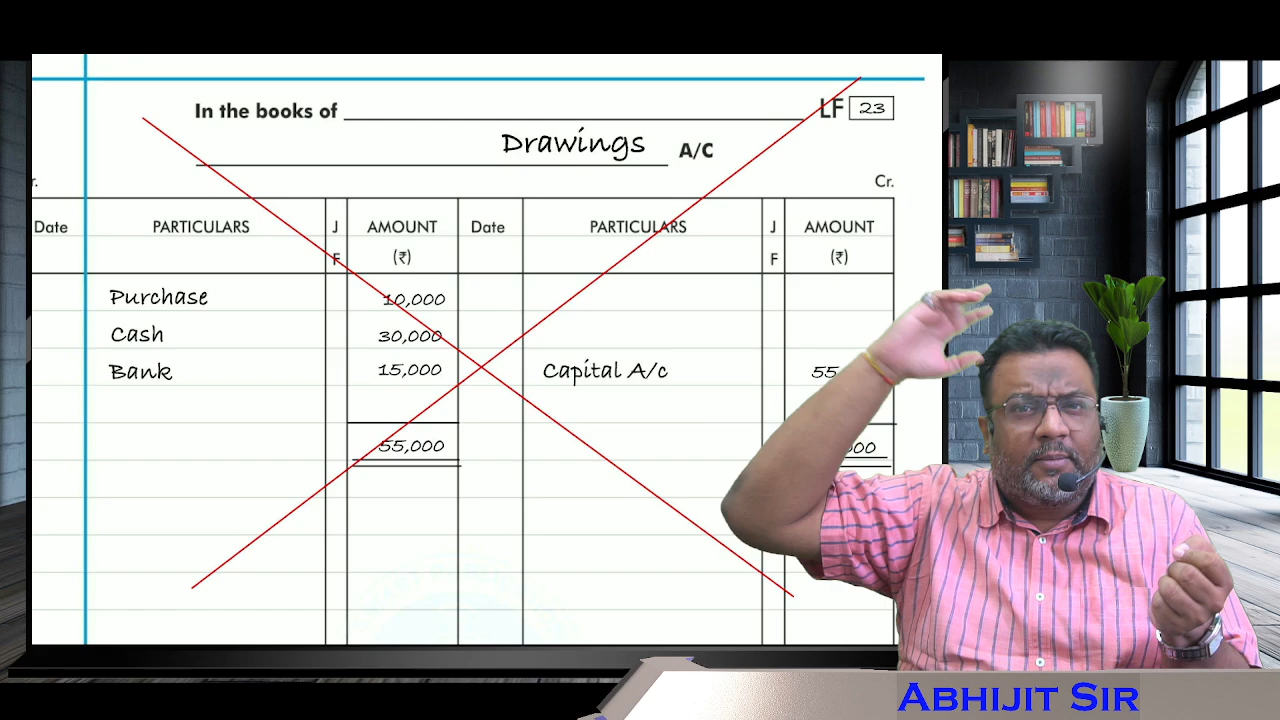 In the books of LF 23
Drawings A/C
r. Cr.
Date PARTICULARS J F AMOUNT (₹) Date PARTICULARS J F AMOUNT (₹)
Purchase 10,000
Cash 30,000
Bank 15,000 Capital A/c 55
55,000 00
ABHIJIT SIR